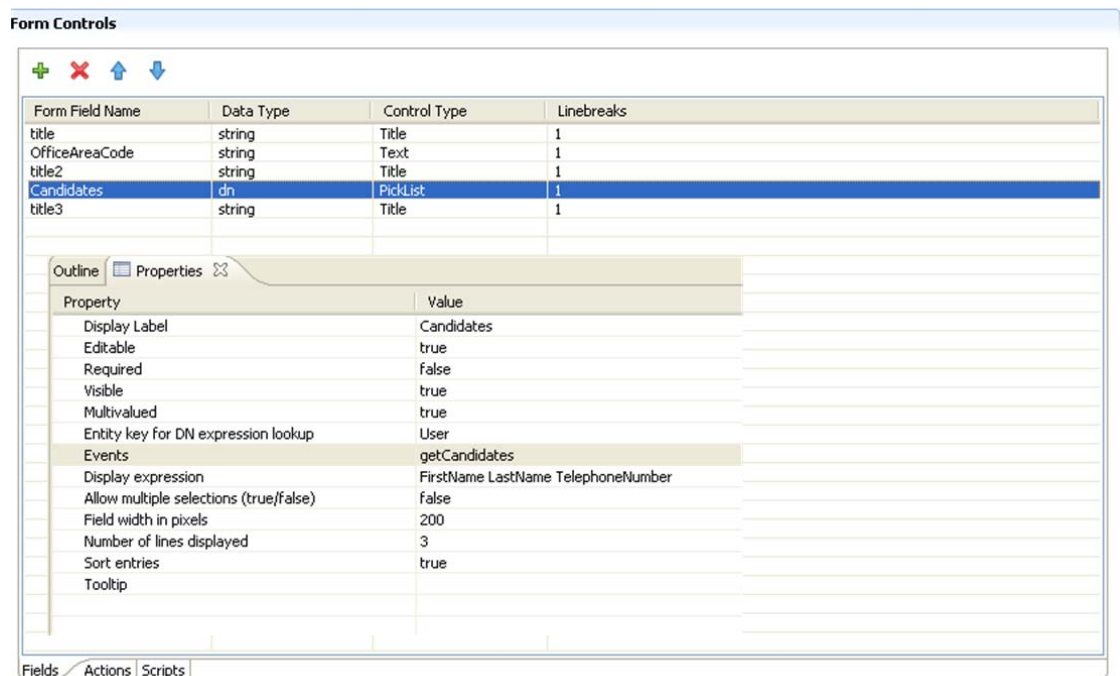 Form Controls
Form Field Name Data Type Control Type Linebreaks
title string Title 1
OfficeAreaCode string Text 1
title2 string Title 1
Candidates dn PickList 1
title3 string Title 1
Outline Properties
Property Value
Display Label Candidates
Editable true
Required false
Visible true
Multivalued true
Entity key for DN expression lookup User
Events getCandidates
Display expression FirstName LastName TelephoneNumber
Allow multiple selections (true/false) false
Field width in pixels 200
Number of lines displayed 3
Sort entries true
Tooltip
Fields Actions Scripts